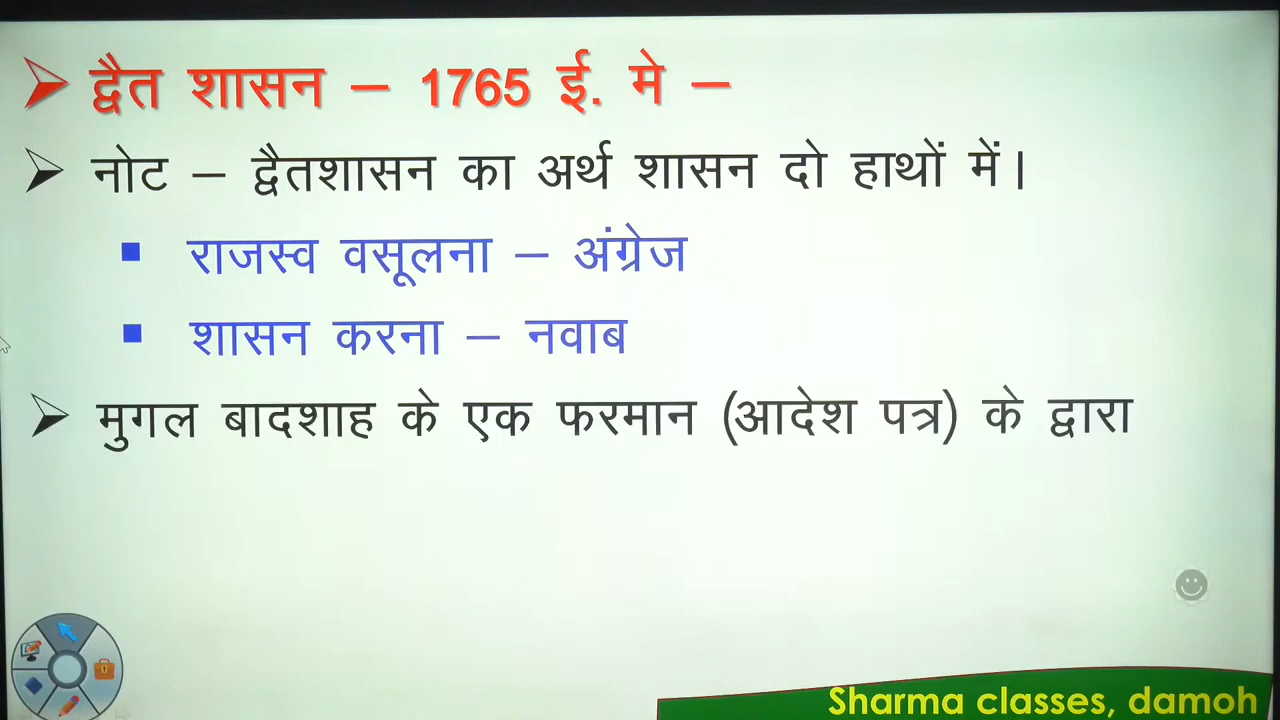 द्वैत शासन – 1765 ई. मे –
नोट – द्वैतशासन का अर्थ शासन दो हाथों में।
राजस्व वसूलना – अंग्रेज
शासन करना – नवाब
मुगल बादशाह के एक फरमान (आदेश पत्र) के द्वारा
Sharma classes, damoh